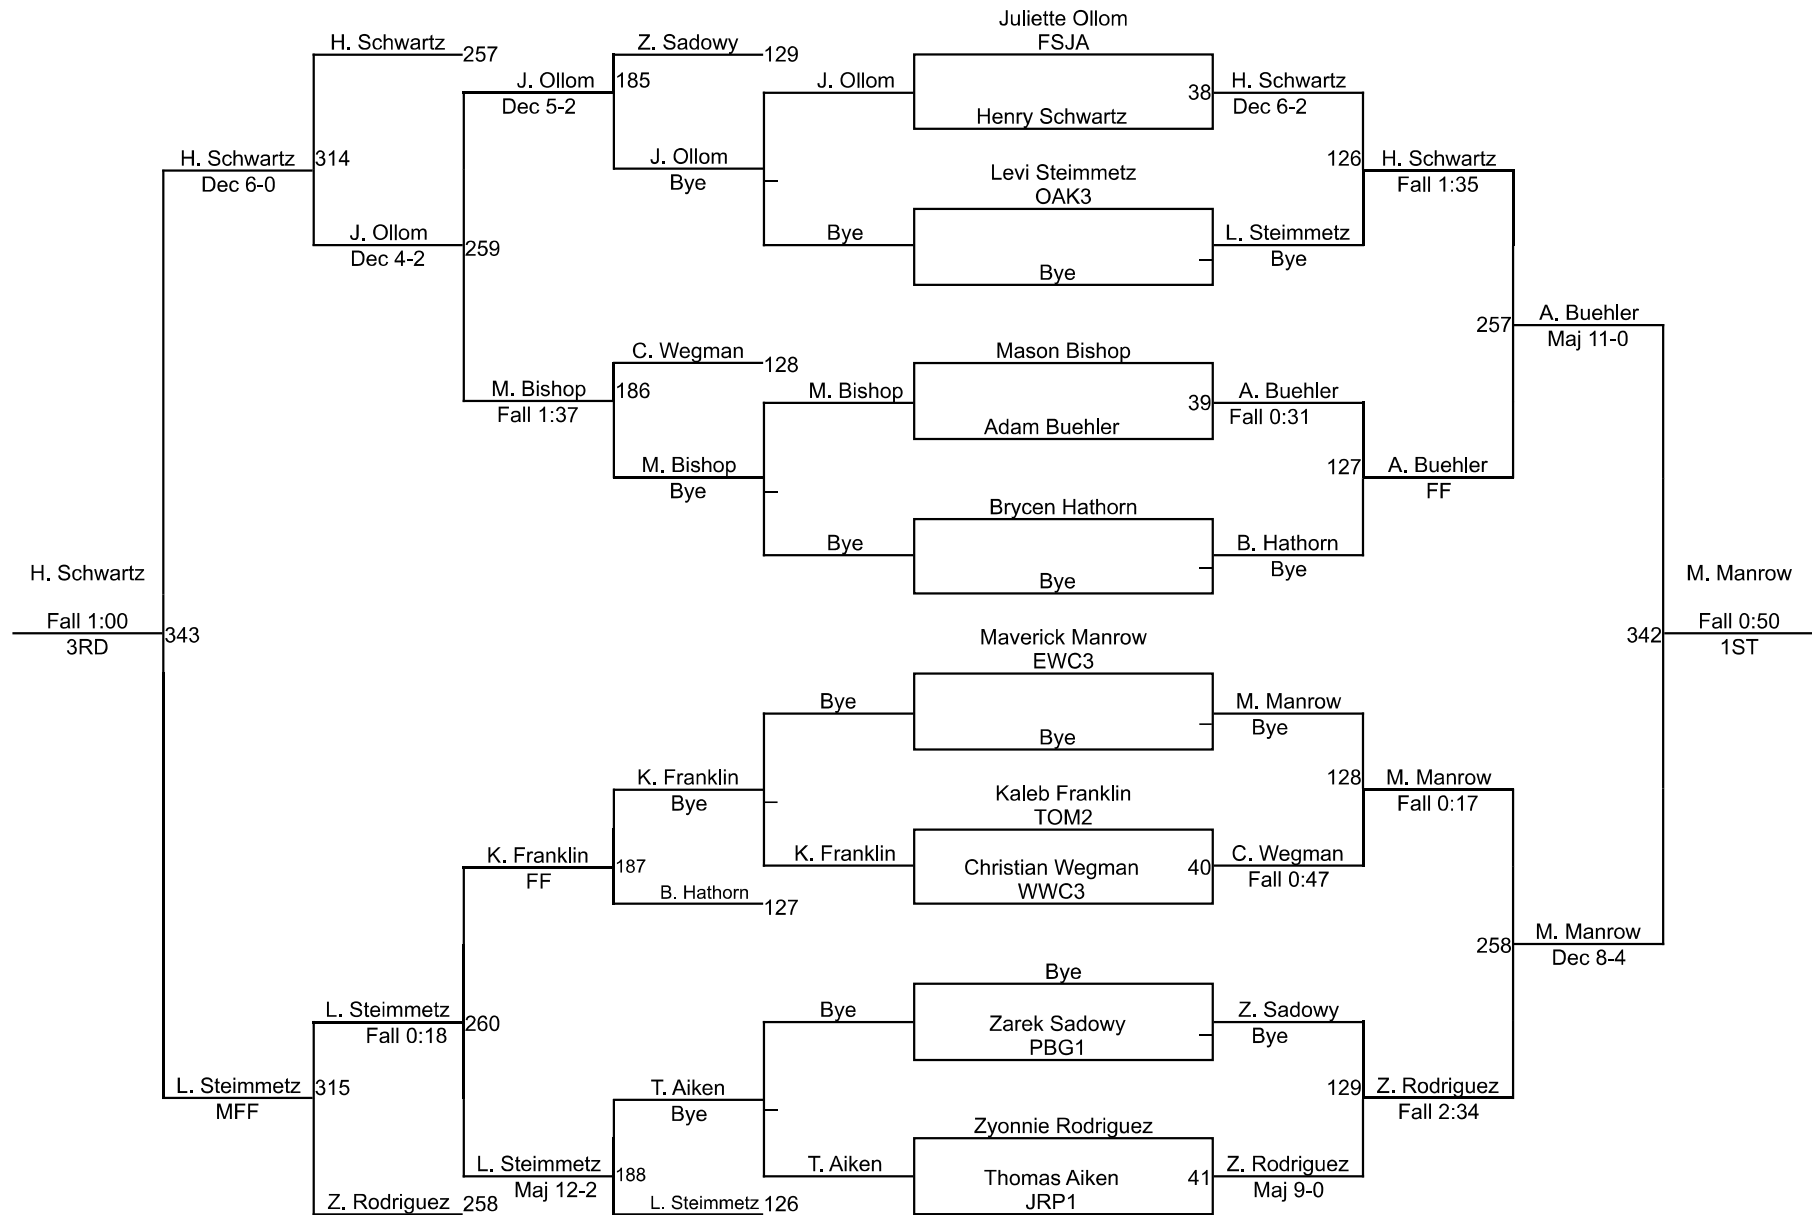 Juliette Ollom
FSJA
H. Schwartz
257
Z. Sadowy
129
J. Ollom
Dec 5-2
185
J. Ollom
38
H. Schwartz
Dec 6-2
Henry Schwartz
H. Schwartz
Dec 6-0
314
J. Ollom
Bye
Levi Steimmetz
OAK3
126
H. Schwartz
Fall 1:35
J. Ollom
Dec 4-2
259
Bye
Bye
L. Steimmetz
Bye
257
A. Buehler
Maj 11-0
C. Wegman
128
Mason Bishop
M. Bishop
Fall 1:37
186
M. Bishop
39
A. Buehler
Fall 0:31
Adam Buehler
M. Bishop
Bye
127
A. Buehler
FF
Brycen Hathorn
Bye
Bye
B. Hathorn
Bye
H. Schwartz
Fall 1:00
3RD
343
M. Manrow
342
Fall 0:50
1ST
Maverick Manrow
EWC3
Bye
Bye
M. Manrow
Bye
K. Franklin
Bye
Kaleb Franklin
TOM2
128
M. Manrow
Fall 0:17
K. Franklin
FF
187
K. Franklin
Christian Wegman
WWC3
40
C. Wegman
Fall 0:47
B. Hathorn
127
258
M. Manrow
Dec 8-4
Bye
L. Steimmetz
Fall 0:18
260
Bye
Zarek Sadowy
PBG1
Z. Sadowy
Bye
L. Steimmetz
MFF
315
T. Aiken
Bye
129
Z. Rodriguez
Fall 2:34
Zyonnie Rodriguez
L. Steimmetz
Maj 12-2
188
T. Aiken
Thomas Aiken
JRP1
41
Z. Rodriguez
Maj 9-0
Z. Rodriguez
258
L. Steimmetz
126